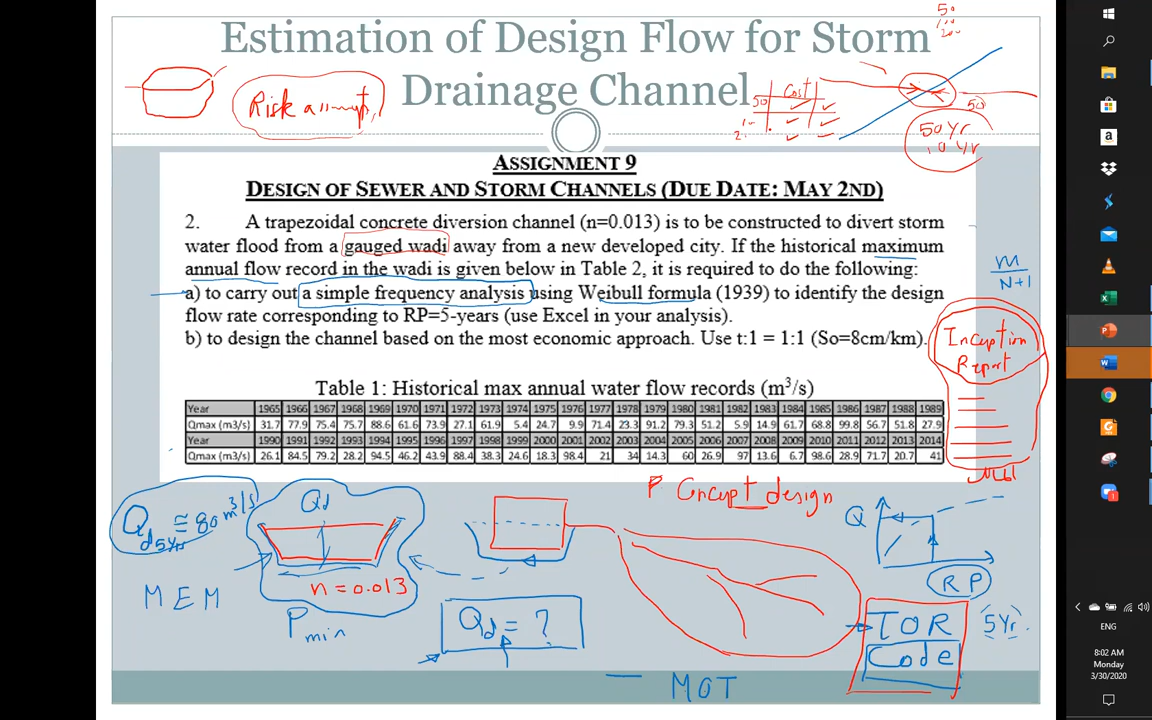 Estimation of Design Flow for Storm
Drainage Channel
Cost
50
50
50 Yr
ASSIGNMENT 9
DESIGN OF SEWER AND STORM CHANNELS (DUE DATE: MAY 2ND)
2. A trapezoidal concrete diversion channel (n=0.013) is to be constructed to divert storm
water flood from a gauged wadi away from a new developed city. If the historical maximum
annual flow record in the wadi is given below in Table 2, it is required to do the following:
a) to carry out a simple frequency analysis using Weibull formula (1939) to identify the design
flow rate corresponding to RP=5-years (use Excel in your analysis).
b) to design the channel based on the most economic approach. Use t:1 = 1:1 (So=8cm/km).
m
N+1
Inception
Report
Table 1: Historical max annual water flow records (m³/s)
Year 1965 1966 1967 1968 1969 1970 1971 1972 1973 1974 1975 1976 1977 1978 1979 1980 1981 1982 1983 1984 1985 1986 1987 1988 1989
Qmax (m3/s) 31.7 77.9 75.4 75.7 88.6 61.6 73.9 27.1 61.9 5.4 24.7 9.9 71.4 23.3 91.2 79.3 51.2 5.9 14.9 61.7 68.8 99.8 56.7 51.8 27.9
Year 1990 1991 1992 1993 1994 1995 1996 1997 1998 1999 2000 2001 2002 2003 2004 2005 2006 2007 2008 2009 2010 2011 2012 2013 2014
Qmax (m3/s) 26.1 84.5 79.2 28.2 94.5 46.2 43.9 88.4 38.3 24.6 18.3 98.4 21 34 14.3 60 26.9 97 13.6 6.7 98.6 28.9 71.7 20.7 41
Concept design
Qd 5Yr ≅ 80 m³/s
Qd
n = 0.013
MEM
Pmin
Qd = ?
Q
RP
TOR
Code
5Yr
MOT
ENG
8:02 AM
Monday
3/30/2020